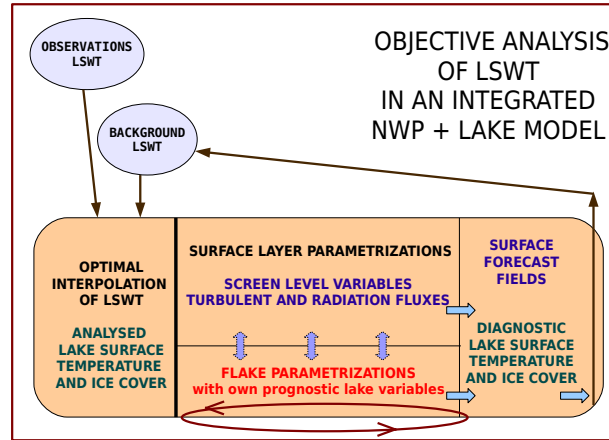 OBJECTIVE ANALYSIS
OF LSWT
IN AN INTEGRATED
NWP + LAKE MODEL
OBSERVATIONS
LSWT
BACKGROUND
LSWT
OPTIMAL
INTERPOLATION
OF LSWT
ANALYSED
LAKE SURFACE
TEMPERATURE
AND ICE COVER
SURFACE LAYER PARAMETRIZATIONS
SCREEN LEVEL VARIABLES
TURBULENT AND RADIATION FLUXES
FLAKE PARAMETRIZATIONS
with own prognostic lake variables
SURFACE
FORECAST
FIELDS
DIAGNOSTIC
LAKE SURFACE
TEMPERATURE
AND ICE COVER